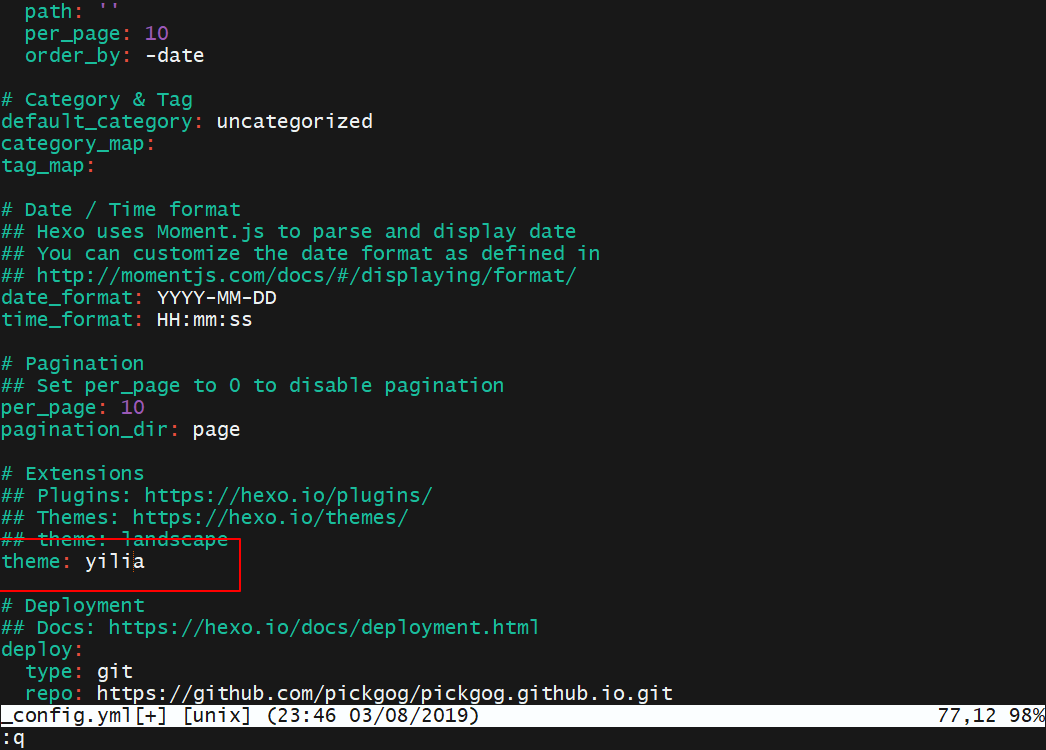 path: ''
per_page: 10
order_by: -date
# Category & Tag
default_category: uncategorized
category_map:
tag_map:
# Date / Time format
## Hexo uses Moment.js to parse and display date
## You can customize the date format as defined in
## http://momentjs.com/docs/#/displaying/format/
date_format: YYYY-MM-DD
time_format: HH:mm:ss
# Pagination
## Set per_page to 0 to disable pagination
per_page: 10
pagination_dir: page
# Extensions
## Plugins: https://hexo.io/plugins/
## Themes: https://hexo.io/themes/
## theme: landscape
theme: yilia
# Deployment
## Docs: https://hexo.io/docs/deployment.html
deploy:
type: git
repo: https://github.com/pickgog/pickgog.github.io.git
_config.yml[+] [unix] (23:46 03/08/2019) 77,12 98%
:q